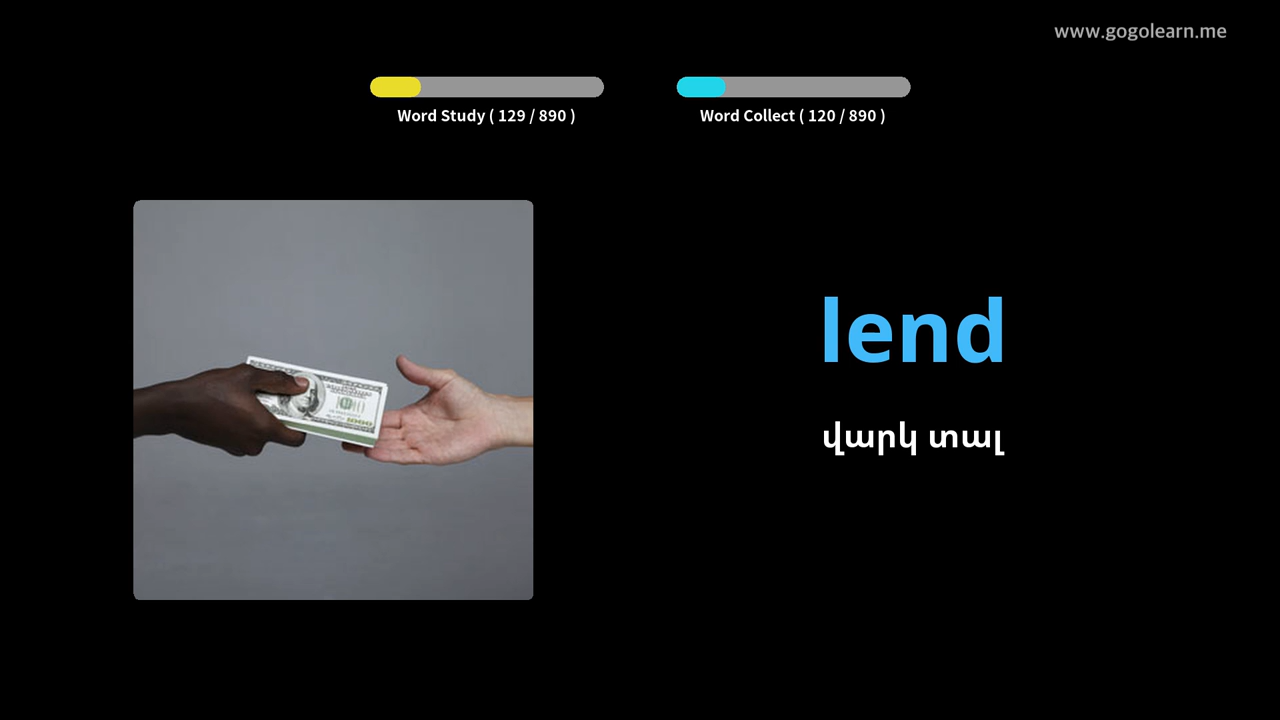 www.gogolearn.me
Word Study ( 129 / 890 )
Word Collect ( 120 / 890 )
lend
վարկ տալ